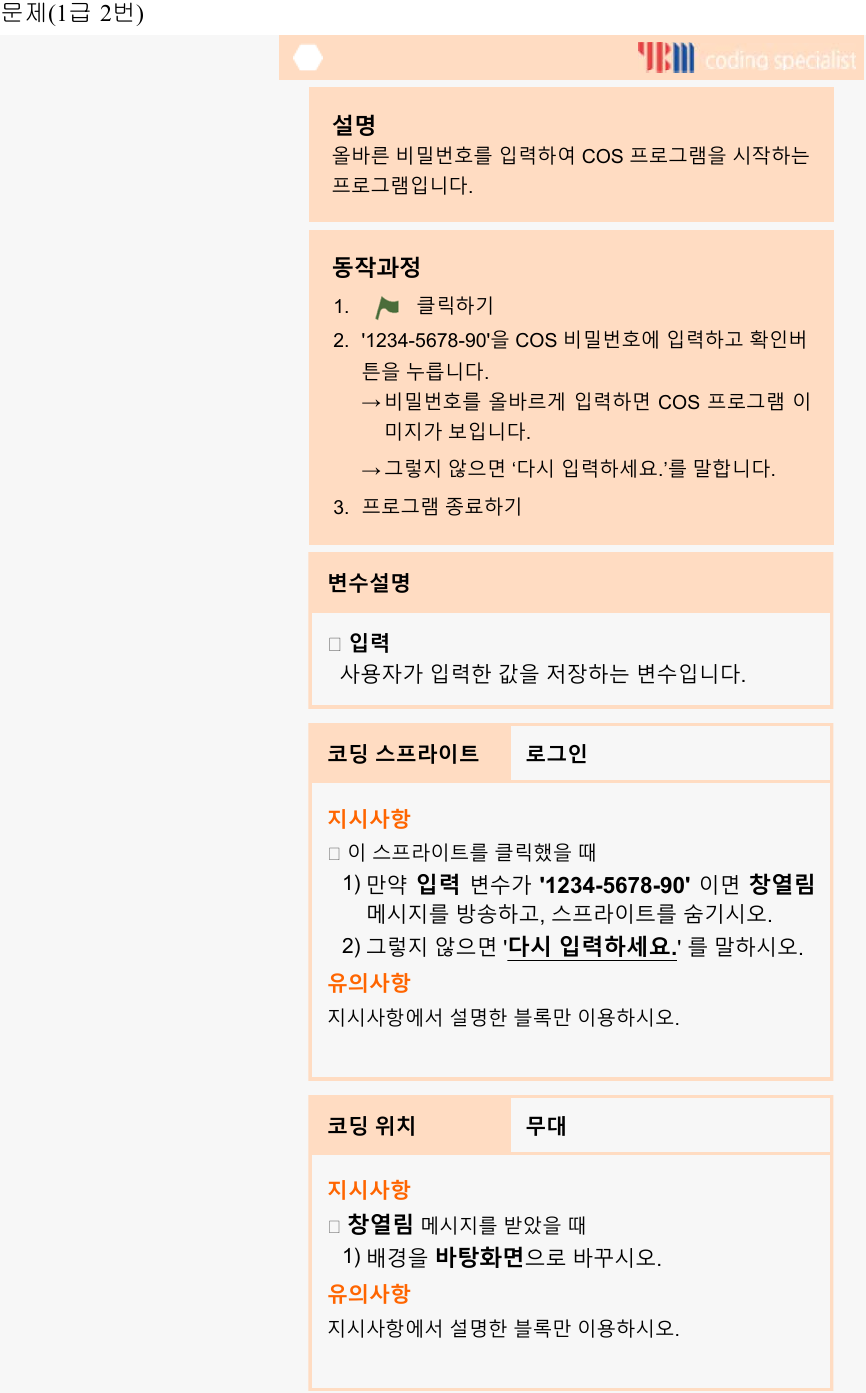 문제(1급 2번)
YBM coding specialist
설명
올바른 비밀번호를 입력하여 COS 프로그램을 시작하는
프로그램입니다.
동작과정
1. 클릭하기
2. '1234-5678-90'을 COS 비밀번호에 입력하고 확인버
튼을 누릅니다.
→비밀번호를 올바르게 입력하면 COS 프로그램 이
미지가 보입니다.
→그렇지 않으면 ‘다시 입력하세요.’를 말합니다.
3. 프로그램 종료하기
변수설명
□ 입력
사용자가 입력한 값을 저장하는 변수입니다.
코딩 스프라이트 로그인
지시사항
□ 이 스프라이트를 클릭했을 때
1) 만약 입력 변수가 '1234-5678-90' 이면 창열림
메시지를 방송하고, 스프라이트를 숨기시오.
2) 그렇지 않으면 '다시 입력하세요.' 를 말하시오.
유의사항
지시사항에서 설명한 블록만 이용하시오.
코딩 위치 무대
지시사항
□ 창열림 메시지를 받았을 때
1) 배경을 바탕화면으로 바꾸시오.
유의사항
지시사항에서 설명한 블록만 이용하시오.